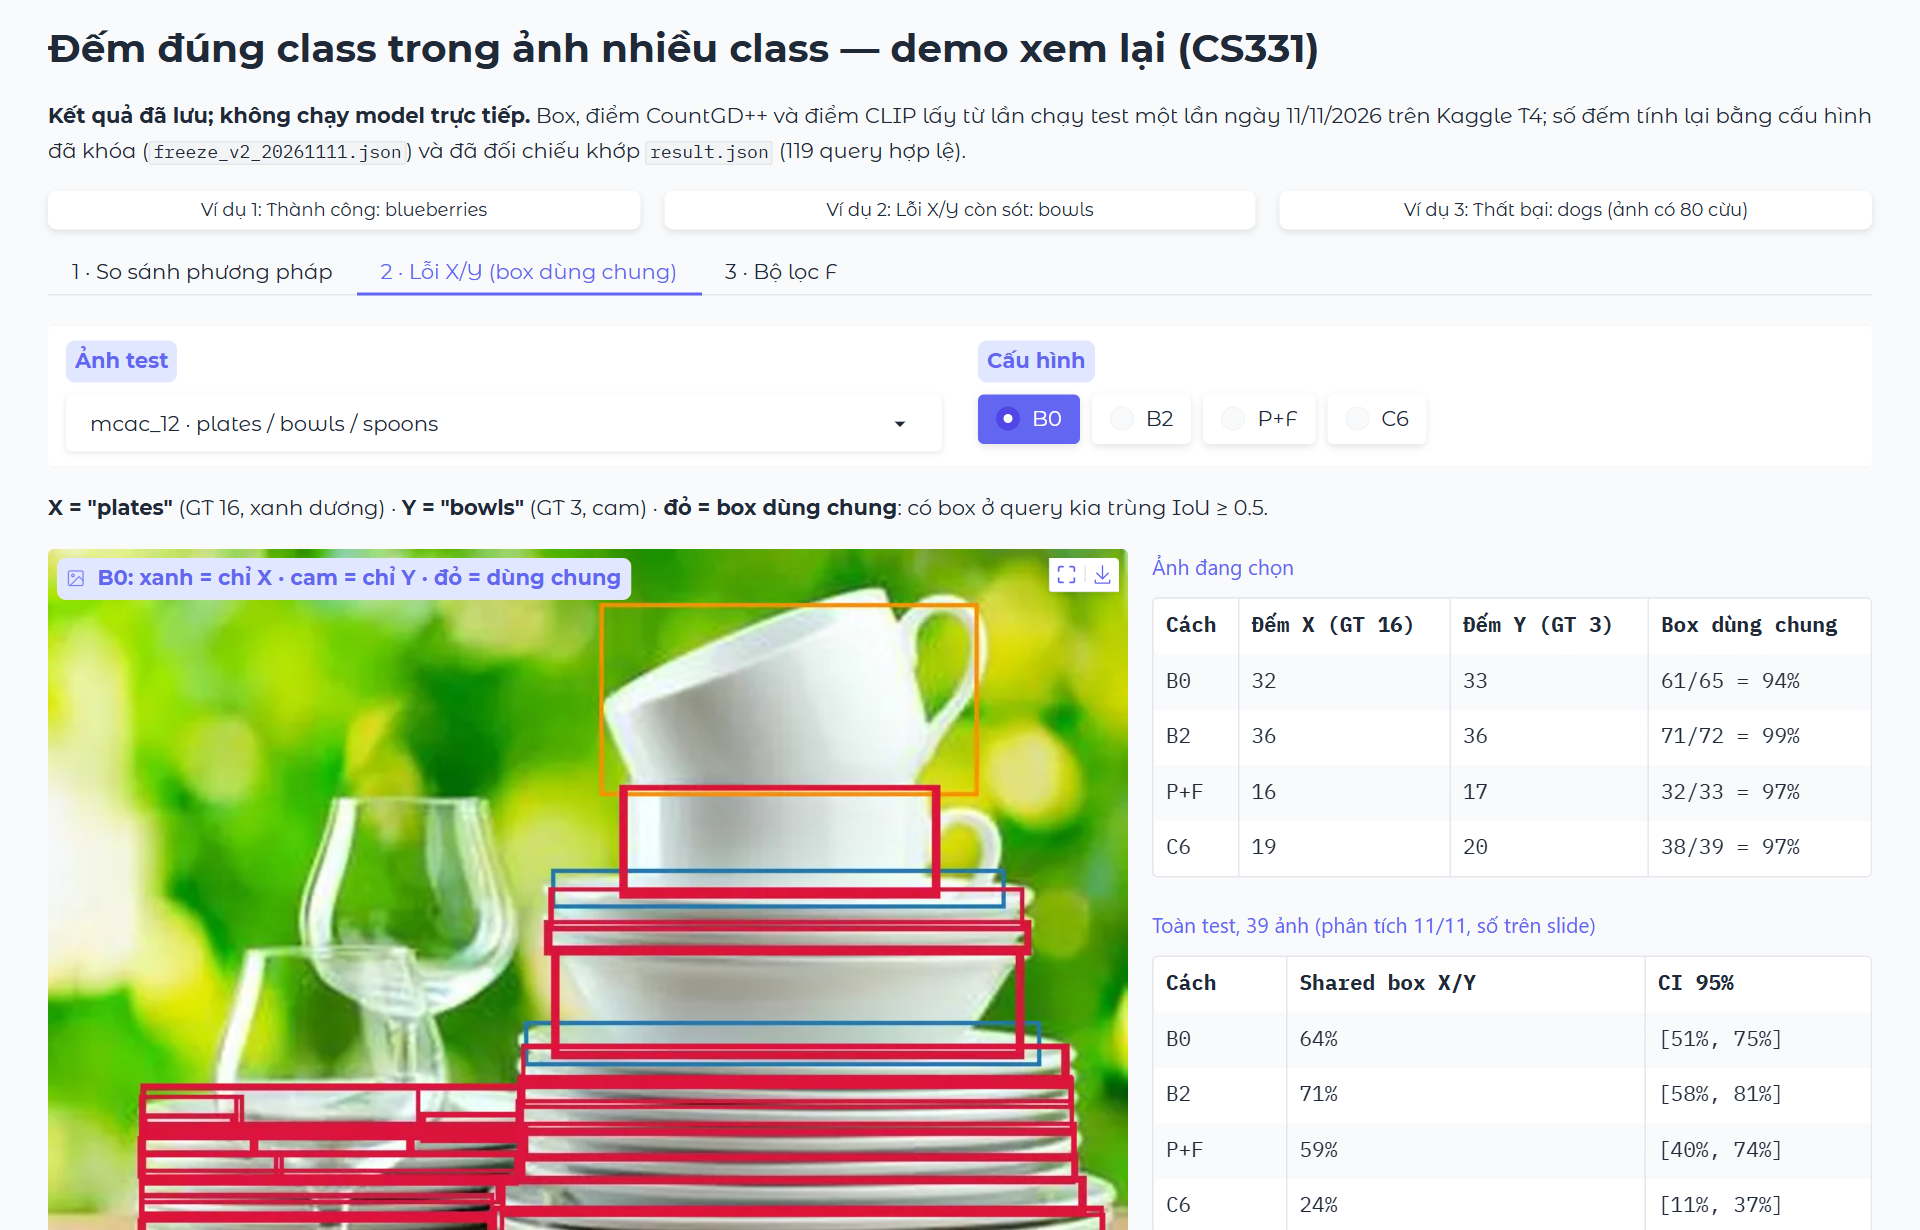 Đếm đúng class trong ảnh nhiều class — demo xem lại (CS331)
Kết quả đã lưu; không chạy model trực tiếp. Box, điểm CountGD++ và điểm CLIP lấy từ lần chạy test một lần ngày 11/11/2026 trên Kaggle T4; số đếm tính lại bằng cấu hình
đã khóa (freeze_v2_20261111.json) và đã đối chiếu khớp result.json (119 query hợp lệ).
Ví dụ 1: Thành công: blueberries
Ví dụ 2: Lỗi X/Y còn sót: bowls
Ví dụ 3: Thất bại: dogs (ảnh có 80 cừu)
1 · So sánh phương pháp
2 · Lỗi X/Y (box dùng chung)
3 · Bộ lọc F
Ảnh test
Cấu hình
mcac_12 · plates / bowls / spoons
B0
B2
P+F
C6
X = "plates" (GT 16, xanh dương) · Y = "bowls" (GT 3, cam) · đỏ = box dùng chung: có box ở query kia trùng IoU ≥ 0.5.
B0: xanh = chỉ X · cam = chỉ Y · đỏ = dùng chung
Ảnh đang chọn
Cách Đếm X (GT 16) Đếm Y (GT 3) Box dùng chung
B0 32 33 61/65 = 94%
B2 36 36 71/72 = 99%
P+F 16 17 32/33 = 97%
C6 19 20 38/39 = 97%
Toàn test, 39 ảnh (phân tích 11/11, số trên slide)
Cách Shared box X/Y CI 95%
B0 64% [51%, 75%]
B2 71% [58%, 81%]
P+F 59% [40%, 74%]
C6 24% [11%, 37%]